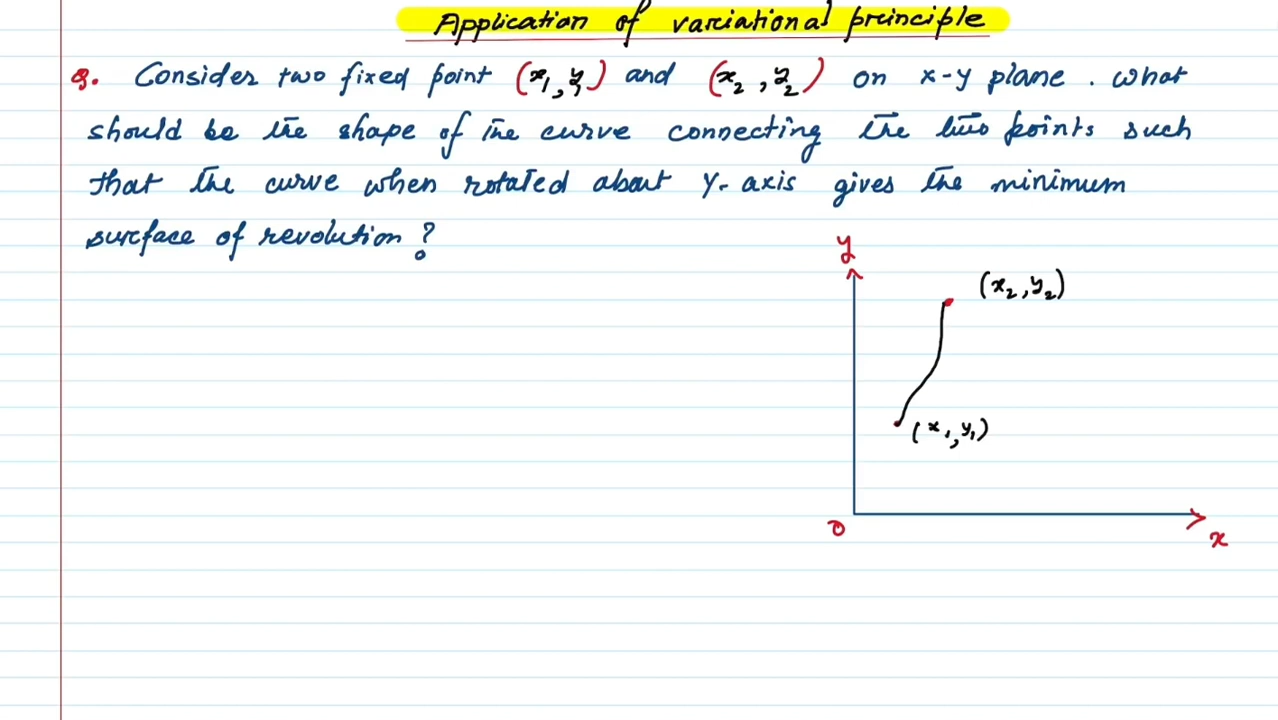 Application of variational principle
Q. Consider two fixed point (x₁, y₁) and (x₂, y₂) on x-y plane. What
should be the shape of the curve connecting the two points such
that the curve when rotated about Y-axis gives the minimum
surface of revolution?
y
(x₂, y₂)
(x₁, y₁)
O
x